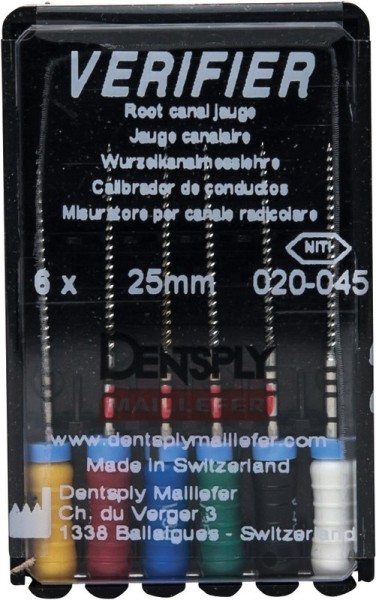 VERIFIER
Root canal jauge
Jauge canalaire
Wurzelkanalmesslehre
Calibrador de conductos
Misuratore per canale radicolare
NITI
6 x 25mm 020-045
DENTSPLY
MAILLEFER
www.dentsplymaillefer.com
Made in Switzerland
Dentsply Maillefer
Ch. du Verger 3
1338 Ballaigues - Switzerland